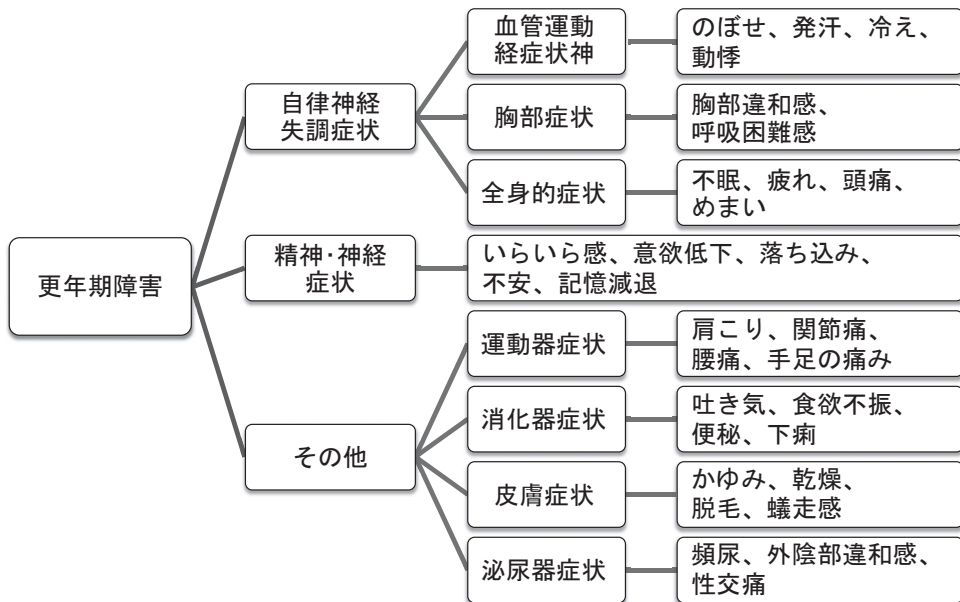 更年期障害
自律神経
失調症状
血管運動
経症状神
のぼせ、発汗、冷え、
動悸
胸部症状
胸部違和感、
呼吸困難感
全身的症状
不眠、疲れ、頭痛、
めまい
精神･神経
症状
いらいら感、意欲低下、落ち込み、
不安、記憶減退
その他
運動器症状
肩こり、関節痛、
腰痛、手足の痛み
消化器症状
吐き気、食欲不振、
便秘、下痢
皮膚症状
かゆみ、乾燥、
脱毛、蟻走感
泌尿器症状
頻尿、外陰部違和感、
性交痛